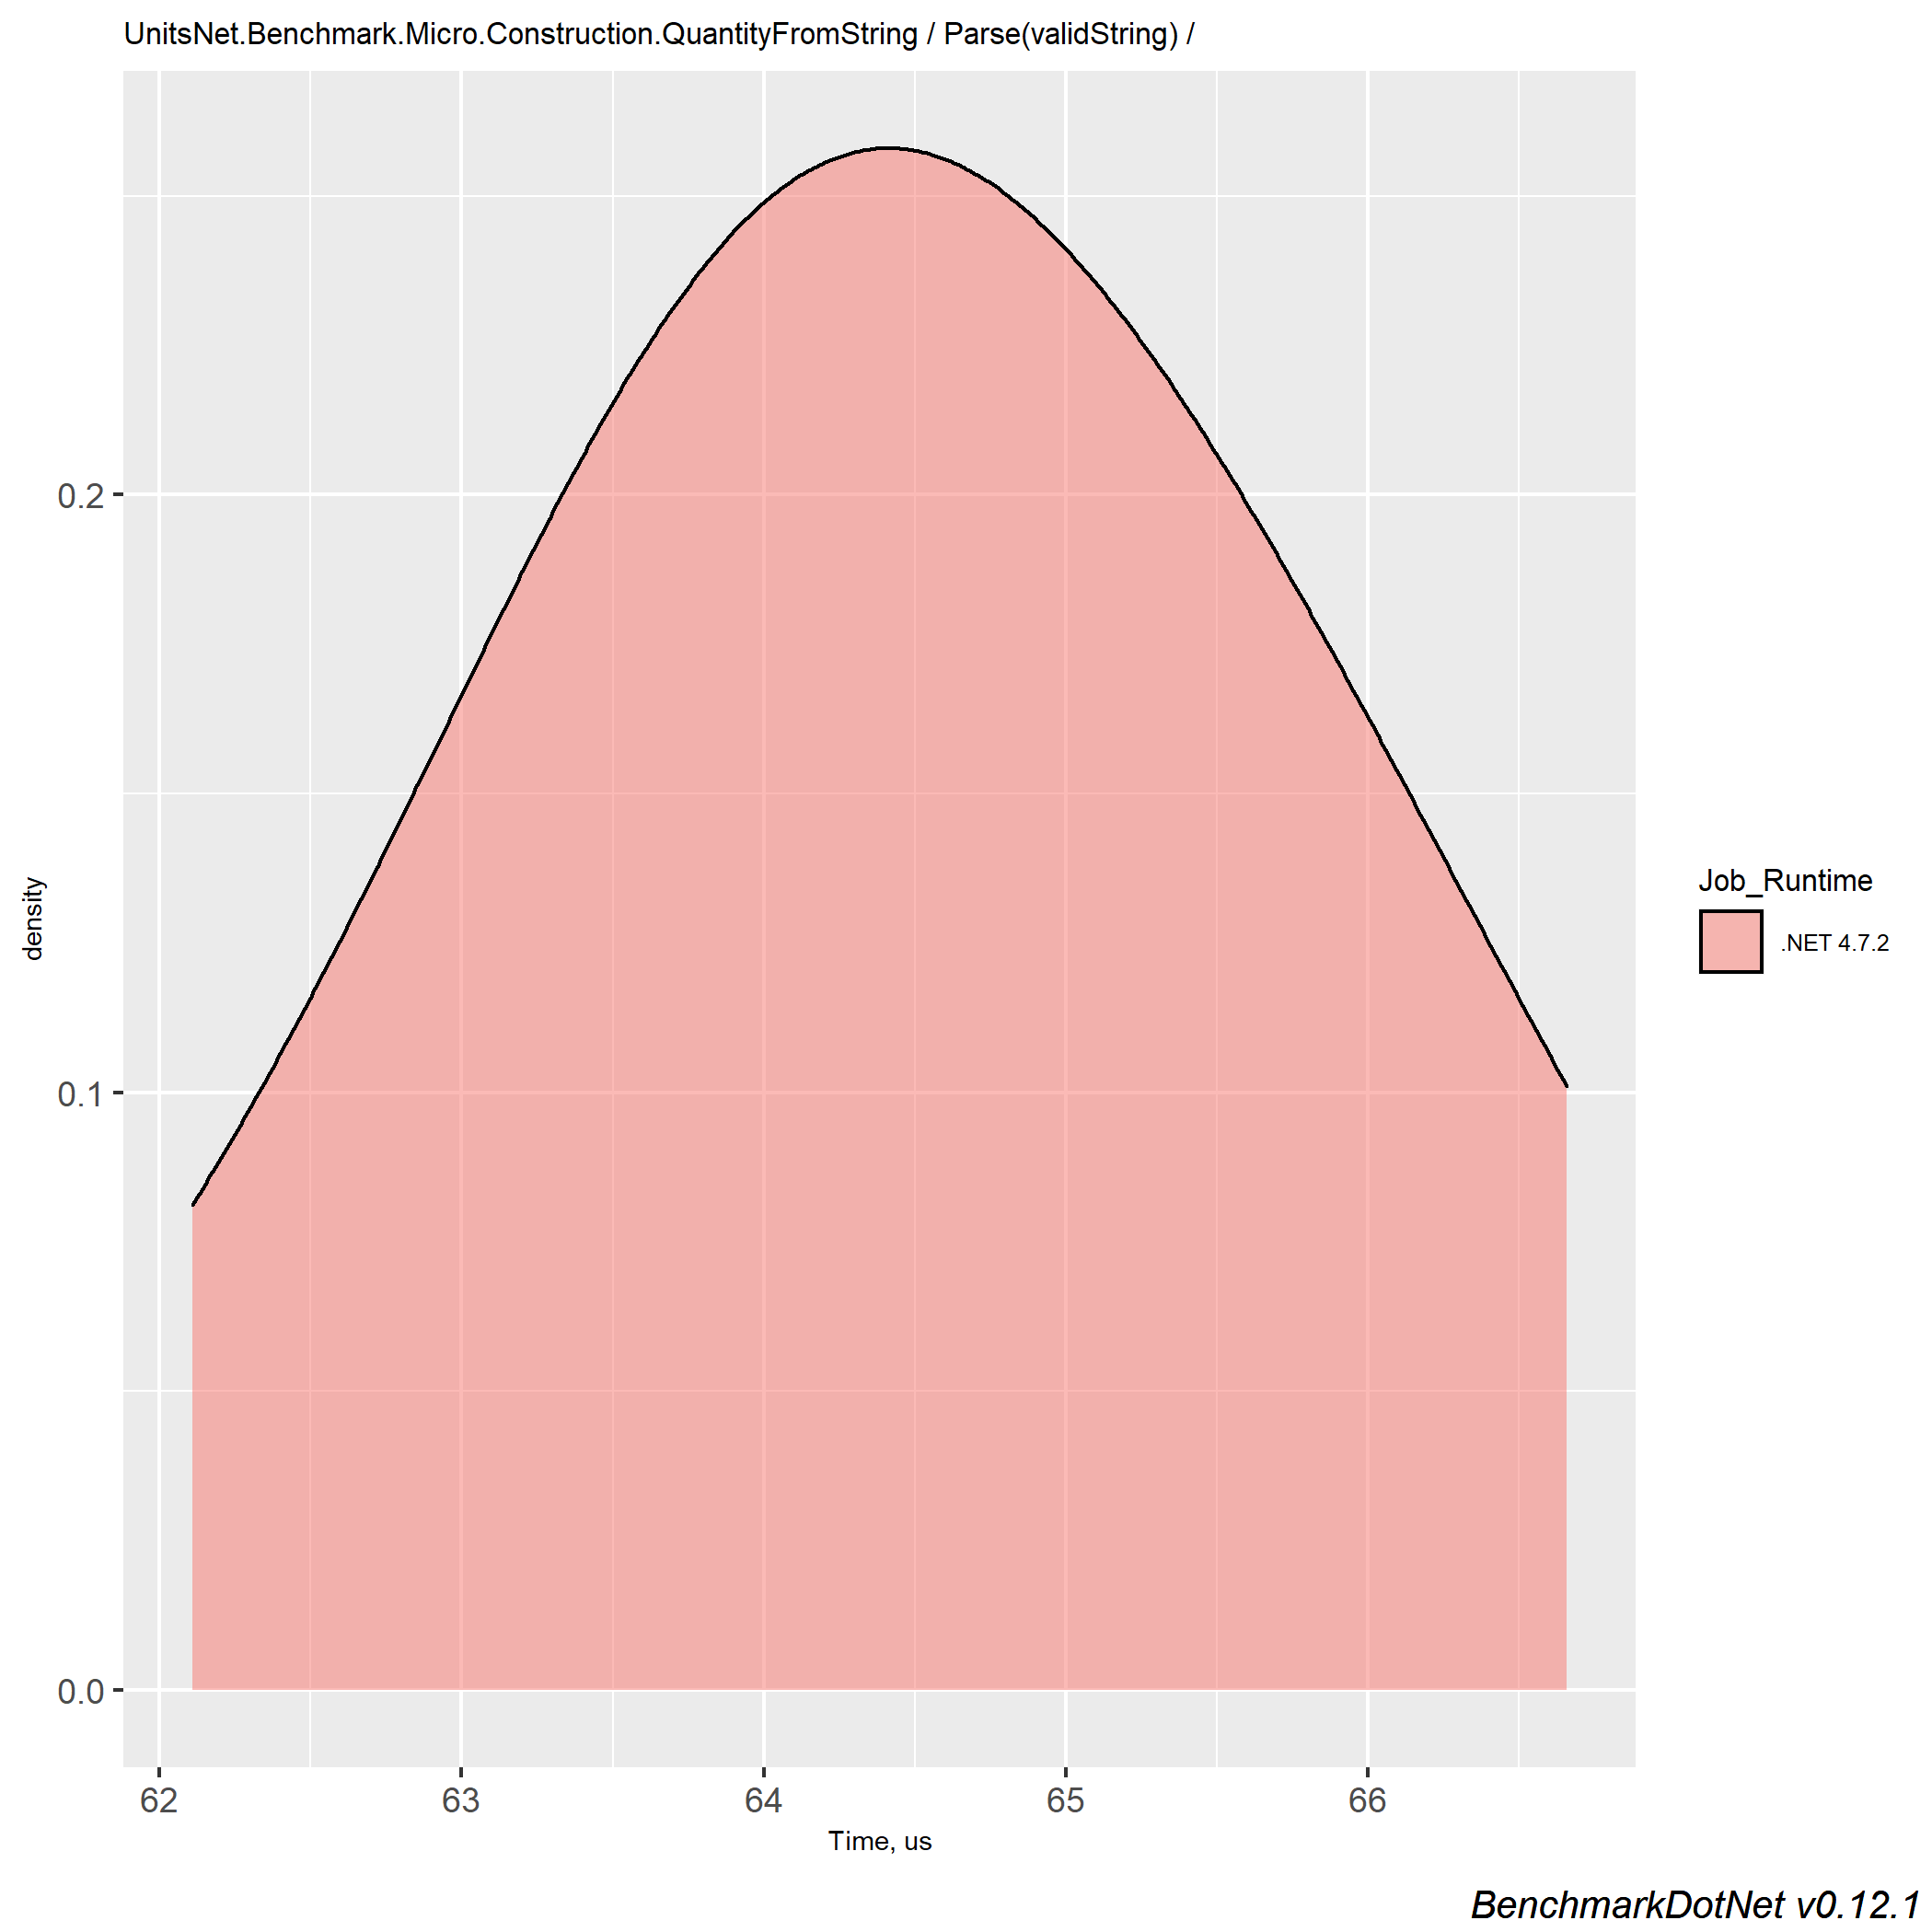 UnitsNet.Benchmark.Micro.Construction.QuantityFromString / Parse(validString) /
density
0.2
0.1
0.0
62 63 64 65 66
Time, us
Job_Runtime
.NET 4.7.2
BenchmarkDotNet v0.12.1